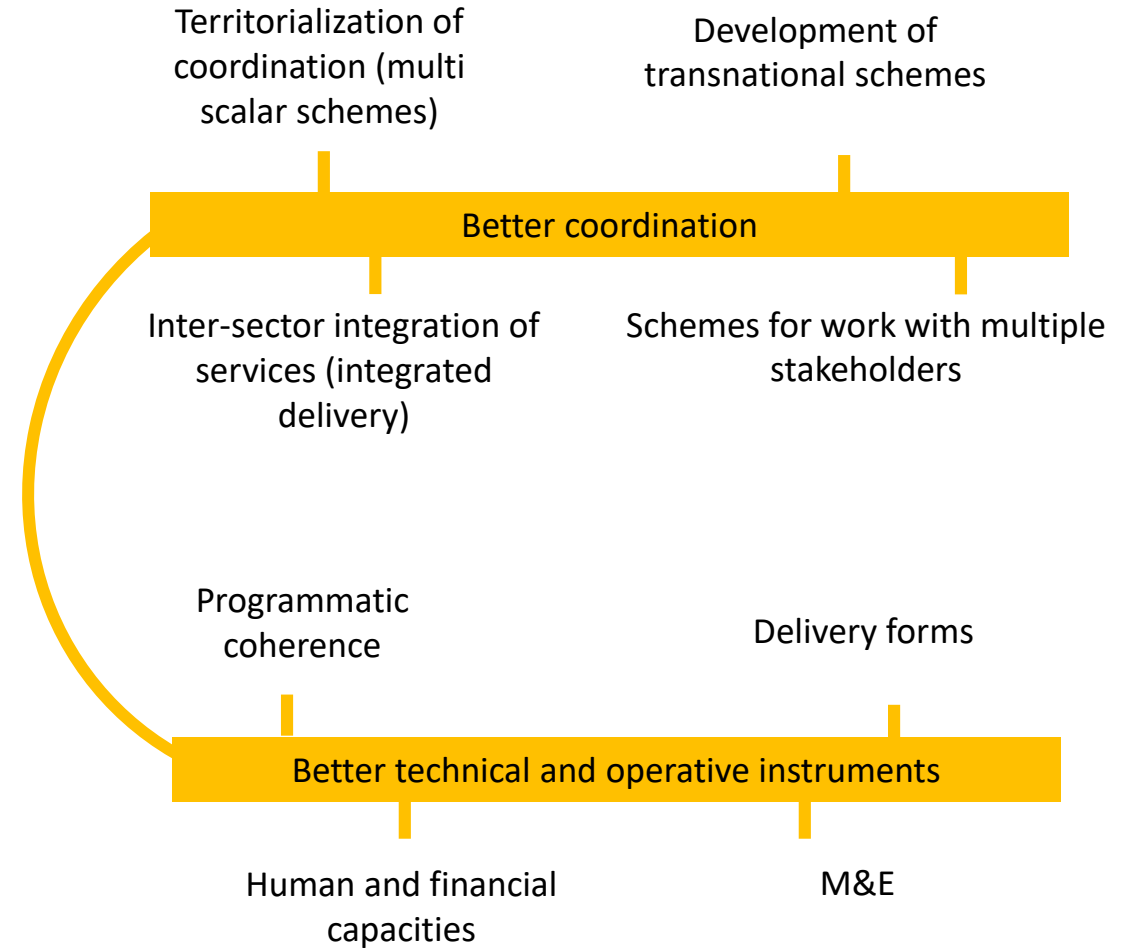 Territorialization of
coordination (multi
scalar schemes)
Development of
transnational schemes
Better coordination
Inter-sector integration of
services (integrated
delivery)
Schemes for work with multiple
stakeholders
Programmatic
coherence
Delivery forms
Better technical and operative instruments
Human and financial
capacities
M&E